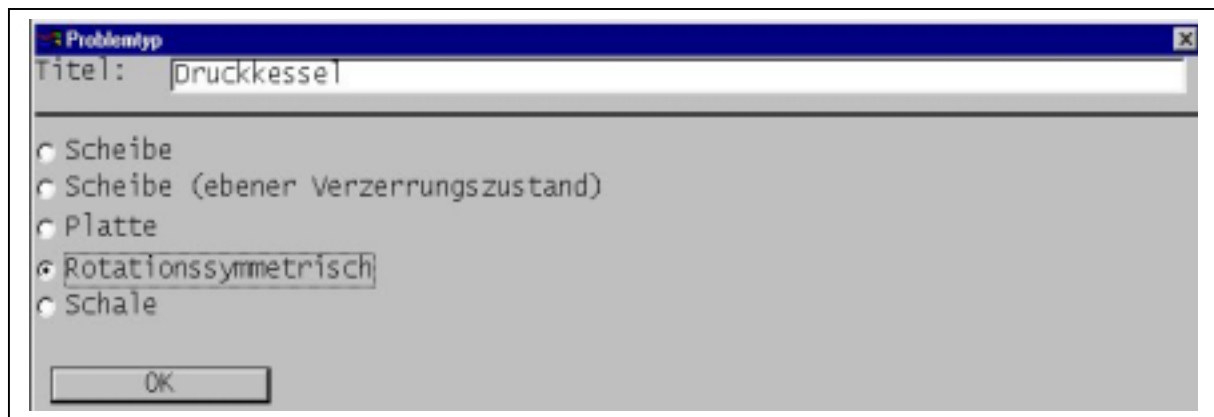 Problemtyp
Titel: Druckkessel
Scheibe
Scheibe (ebener Verzerrungszustand)
Platte
Rotationssymmetrisch
Schale
OK